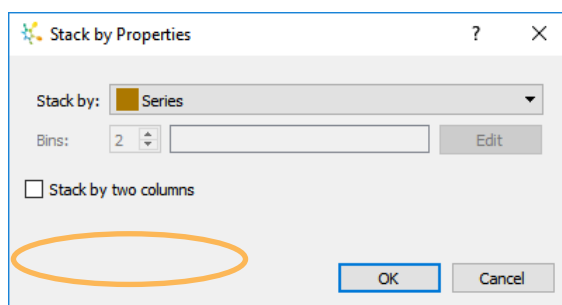 Stack by Properties ?
Stack by: Series
Bins: 2 Edit
Stack by two columns
OK Cancel